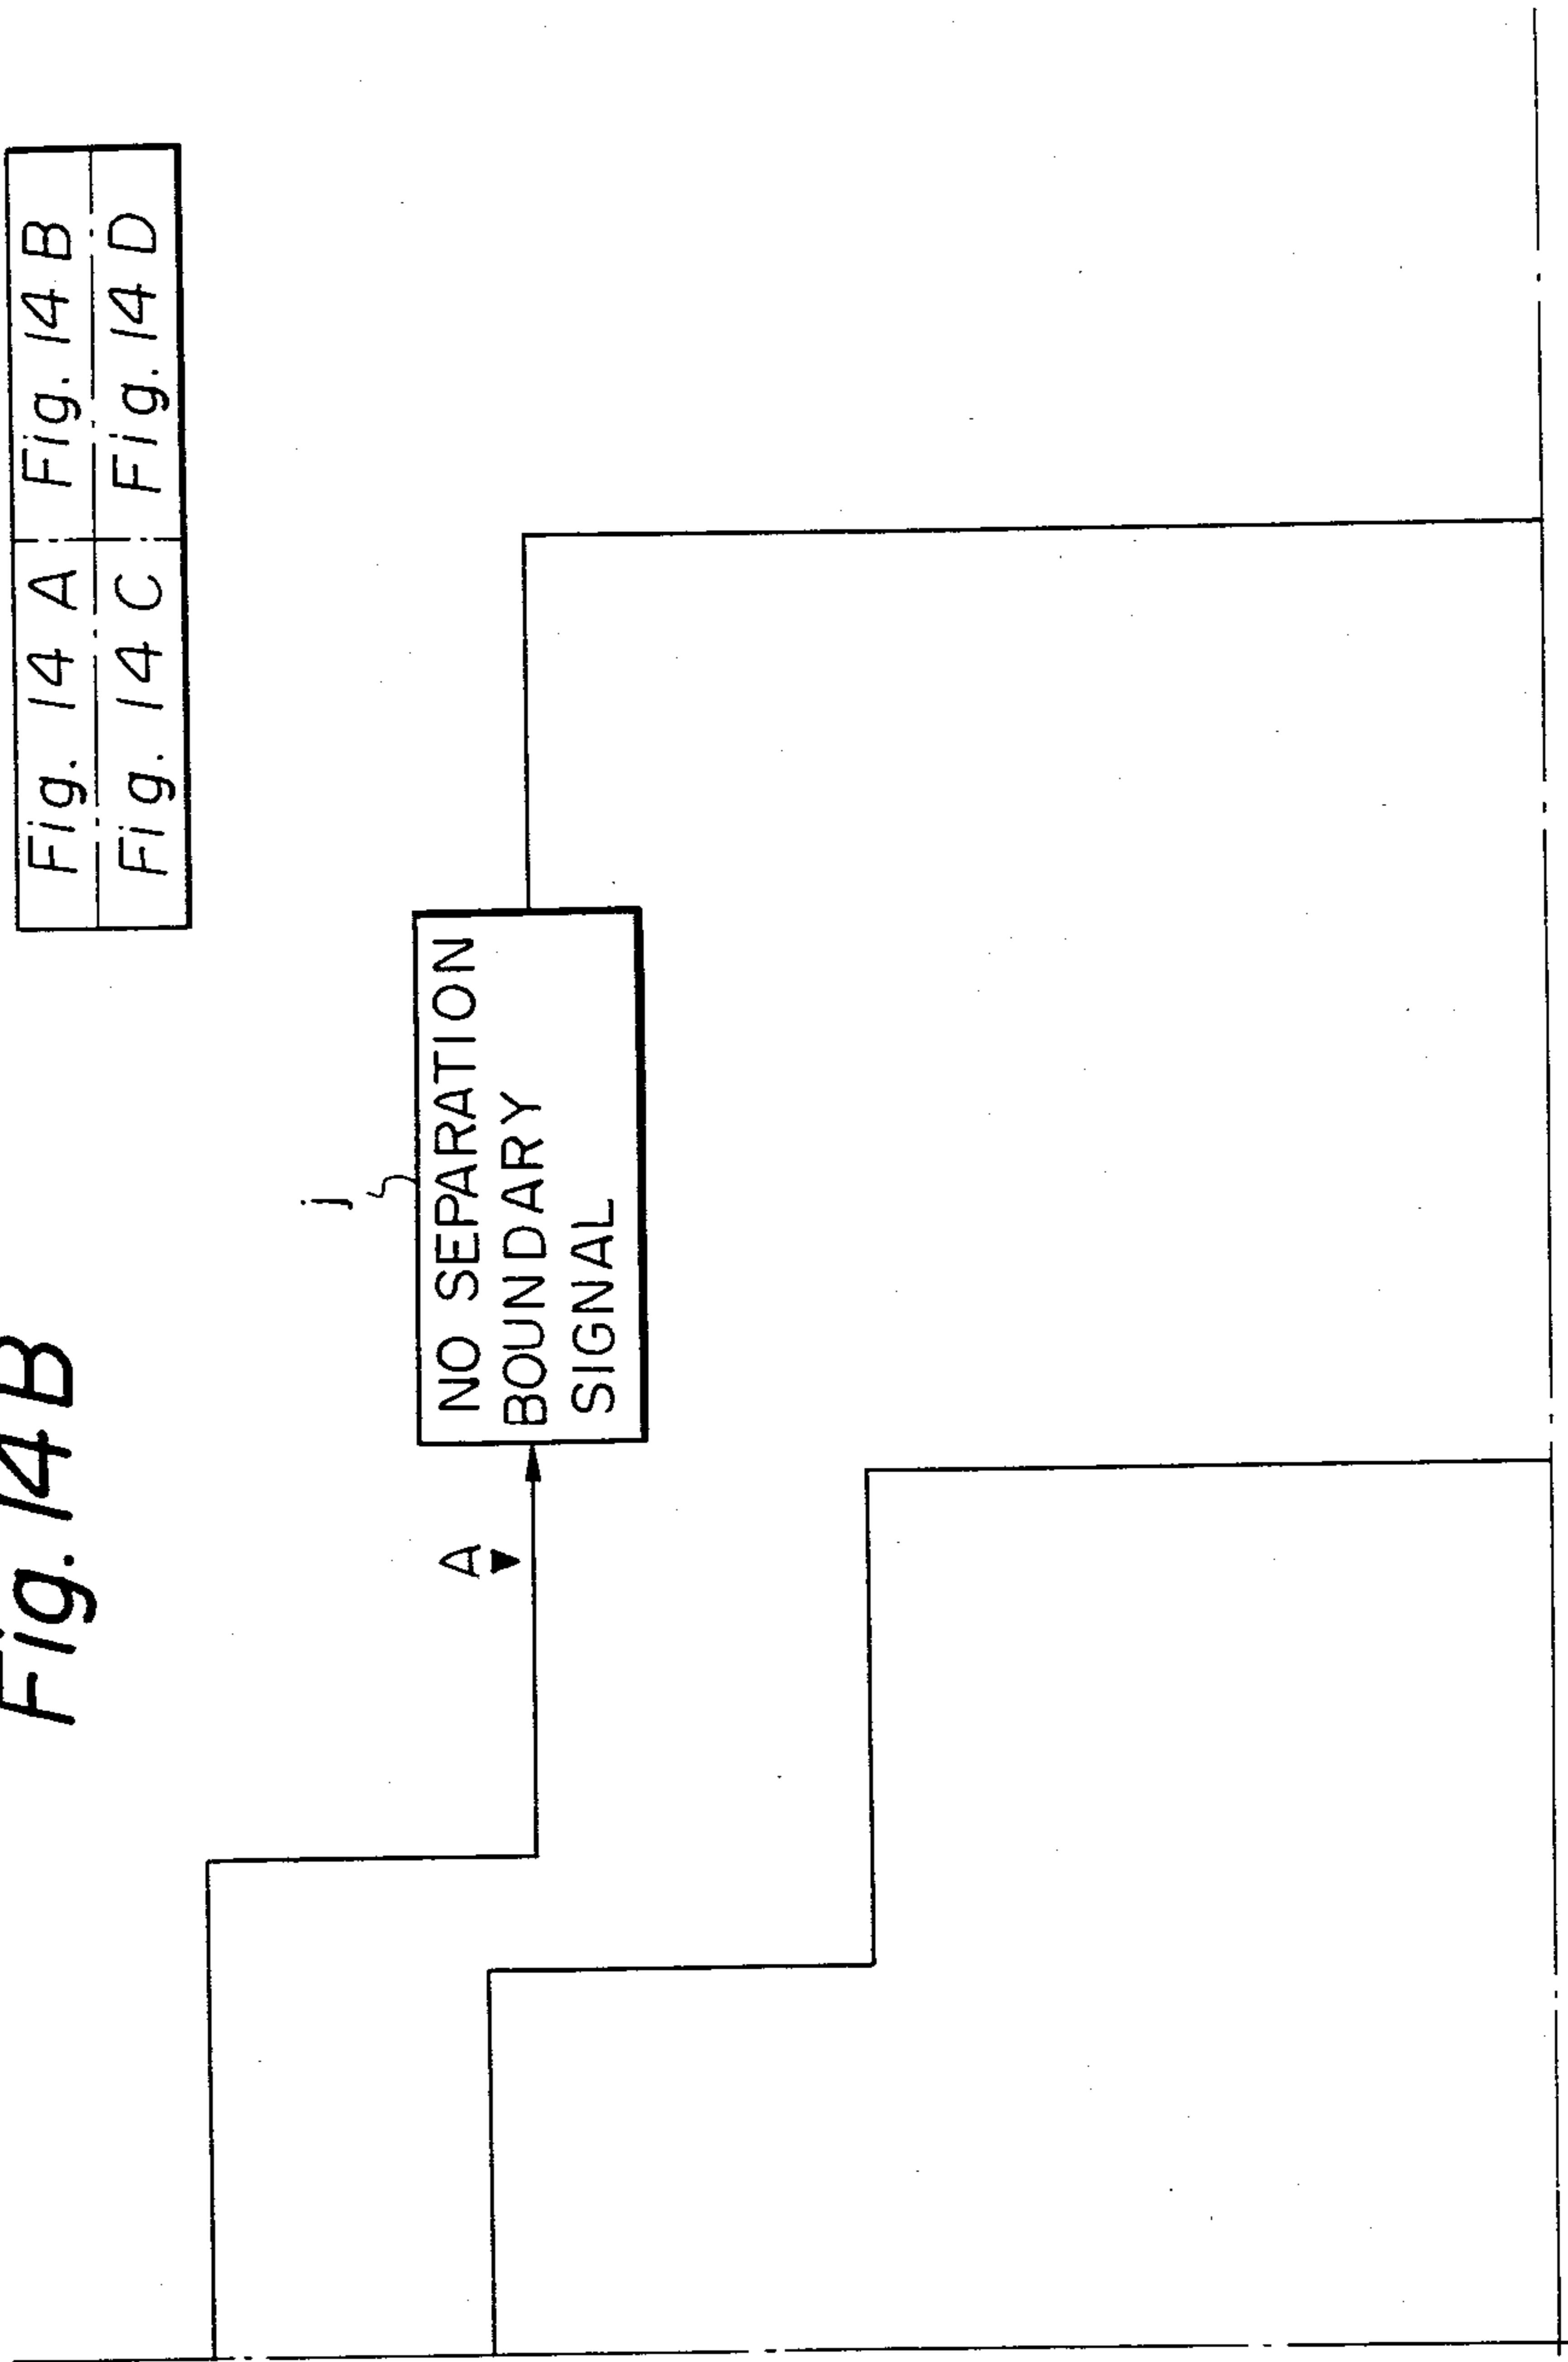 Fig. 14 B
Fig. 14 A Fig. 14 B
Fig. 14 C Fig. 14 D
j
A
NO SEPARATION
BOUNDARY
SIGNAL